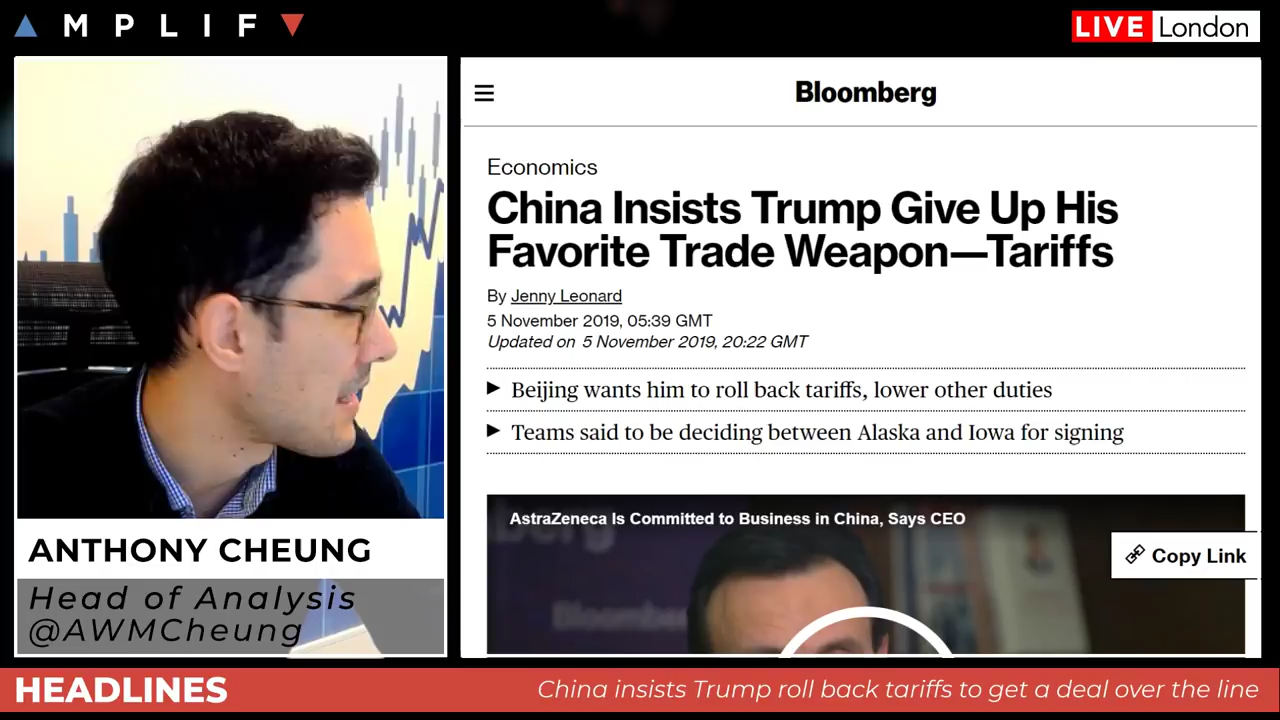 ▲ M P L I F ▼
LIVE London
ANTHONY CHEUNG
Head of Analysis
@AWMCheung
Bloomberg
Economics
China Insists Trump Give Up His
Favorite Trade Weapon—Tariffs
By Jenny Leonard
5 November 2019, 05:39 GMT
Updated on 5 November 2019, 20:22 GMT
▶ Beijing wants him to roll back tariffs, lower other duties
▶ Teams said to be deciding between Alaska and Iowa for signing
AstraZeneca Is Committed to Business in China, Says CEO
Copy Link
Bloomberg
HEADLINES
China insists Trump roll back tariffs to get a deal over the line